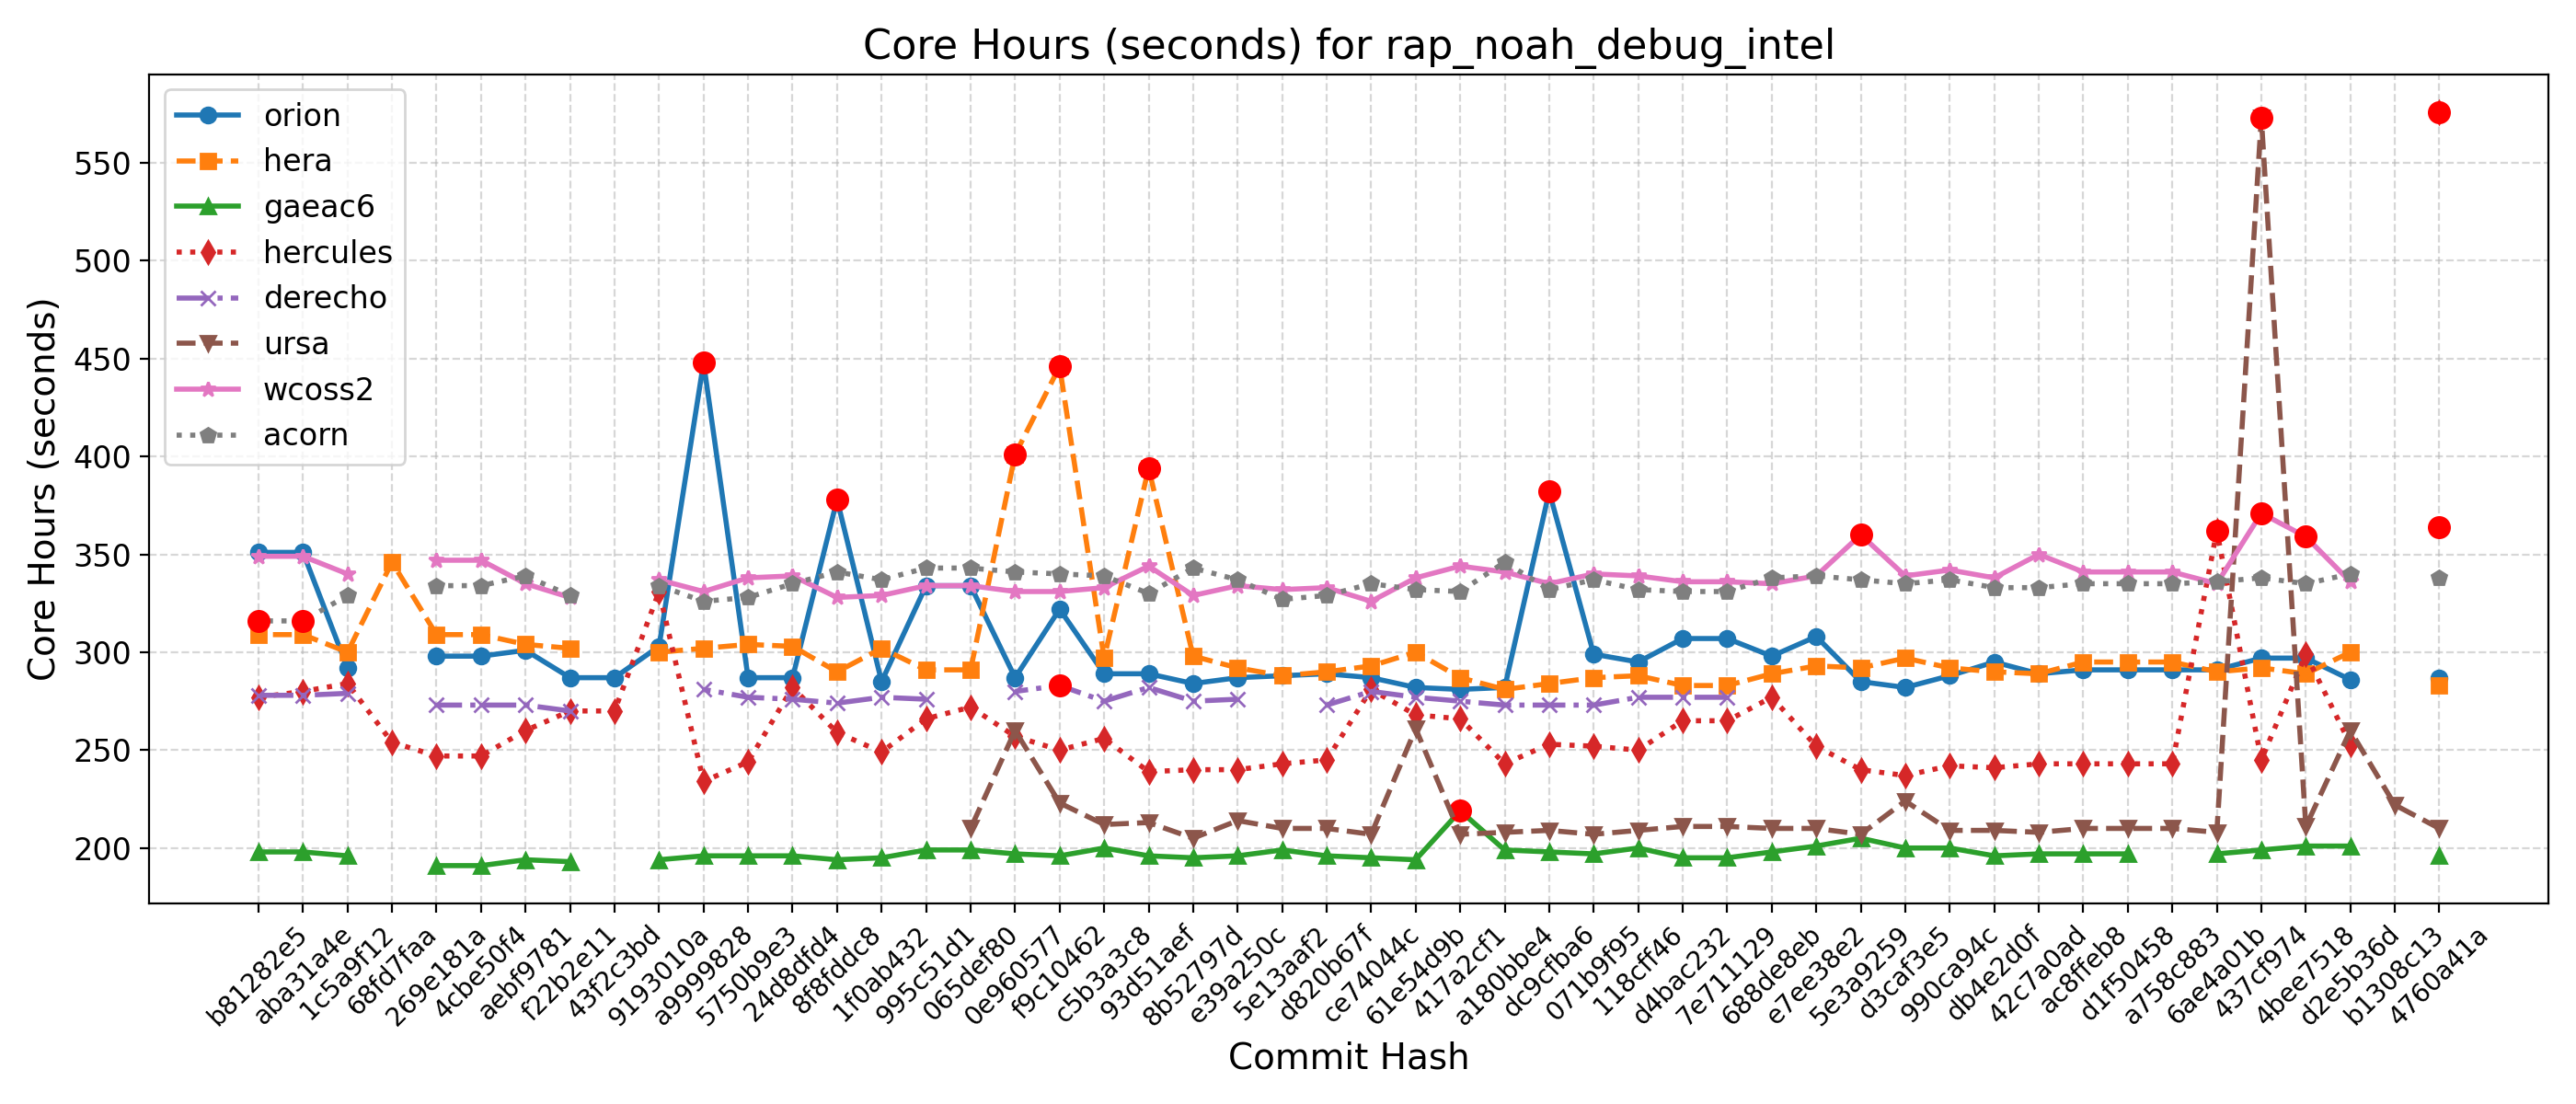 Core Hours (seconds) for rap_noah_debug_intel
Core Hours (seconds)
550
500
450
400
350
300
250
200
orion
hera
gaeac6
hercules
derecho
ursa
wcoss2
acorn
b81282e5
aba31a4e
1c5a9f12
68fd7faa
269e181a
4cbe50f4
aebf9781
f22b2e11
43f2c3bd
9193010a
a9999828
5750b9e3
24d8dfd4
8f8fddc8
1f0ab432
995c51d1
065def80
0e960577
f9c10462
c5b3a3c8
93d51aef
8b52797d
e39a250c
5e13aaf2
d820b67f
ce74044c
61e54d9b
417a2cf1
a180bbe4
dc9cfba6
071b9f95
118cff46
d4bac232
7e711129
688de8eb
e7ee38e2
5e3a9259
d3caf3e5
990ca94c
db4e2d0f
42c7a0ad
ac8ffeb8
d1f50458
a758c883
6ae4a01b
437cf974
4bee7518
d2e5b36d
b1308c13
4760a41a
Commit Hash